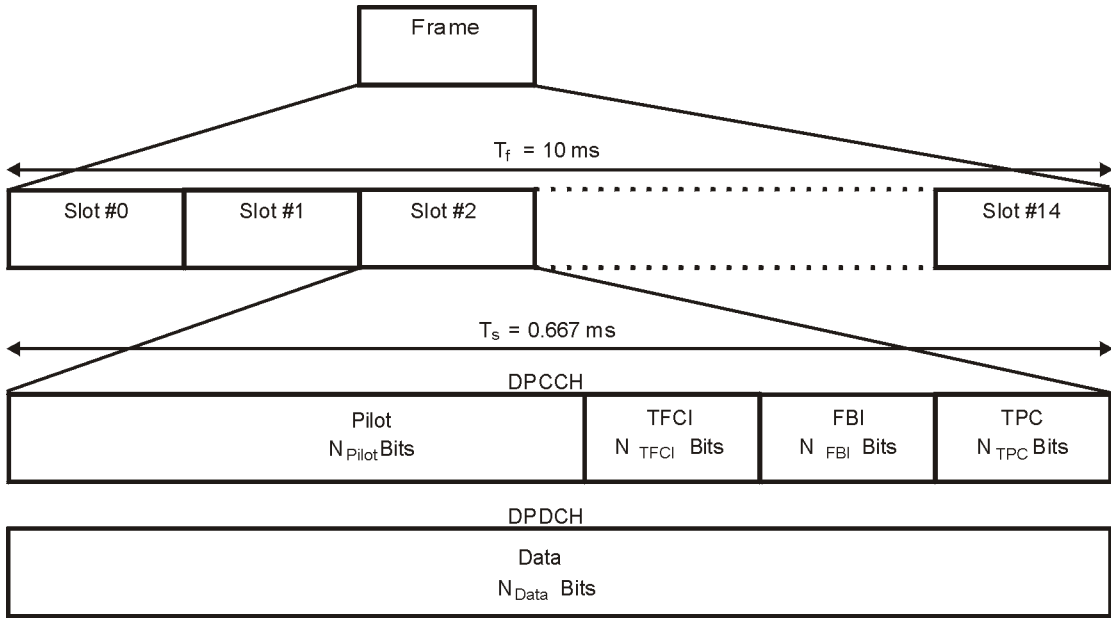 Frame
T_f = 10 ms
Slot #0 Slot #1 Slot #2 Slot #14
T_s = 0.667 ms
DPCCH
Pilot TFCI FBI TPC
N_Pilot Bits N_TFCI Bits N_FBI Bits N_TPC Bits
DPDCH
Data
N_Data Bits